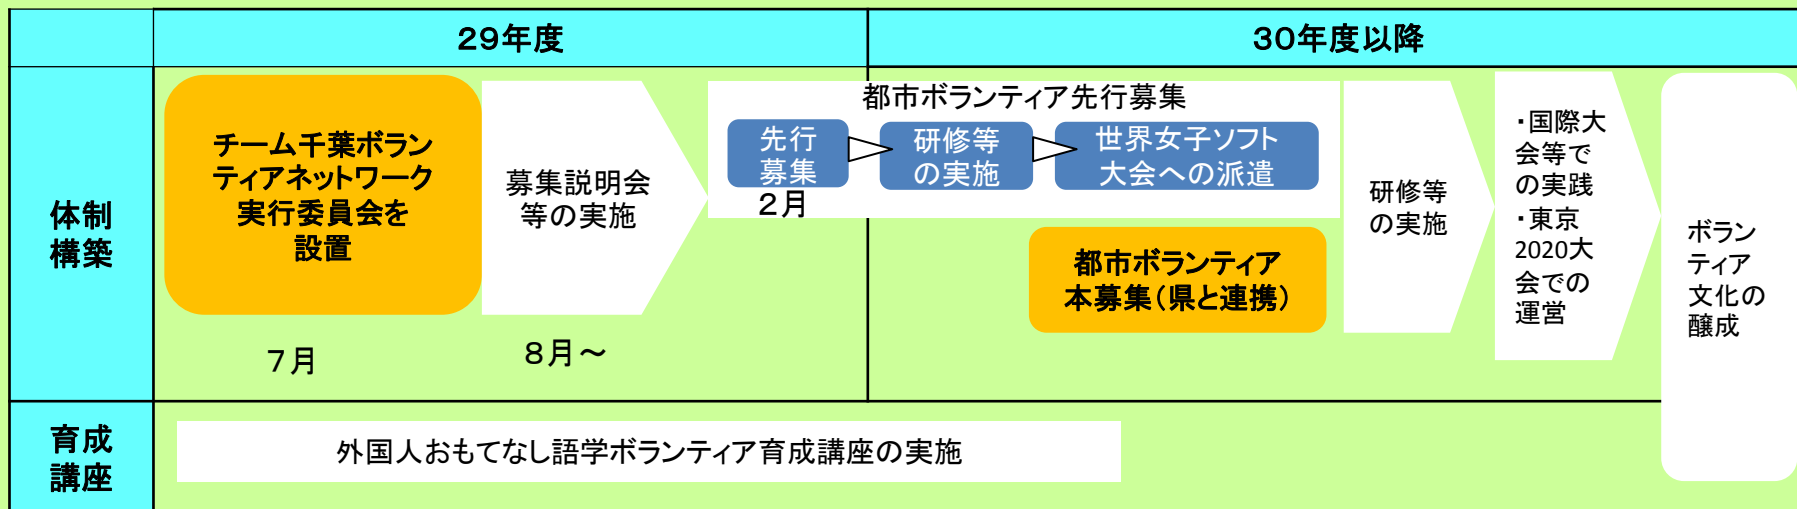 29年度
30年度以降
体制
構築
チーム千葉ボラン
ティアネットワーク
実行委員会を
設置
7月
募集説明会
等の実施
8月～
都市ボランティア先行募集
先行
募集
2月
研修等
の実施
世界女子ソフト
大会への派遣
都市ボランティア
本募集(県と連携)
研修等
の実施
・国際大
会等で
の実践
・東京
2020大
会での
運営
ボラン
ティア
文化の
醸成
育成
講座
外国人おもてなし語学ボランティア育成講座の実施